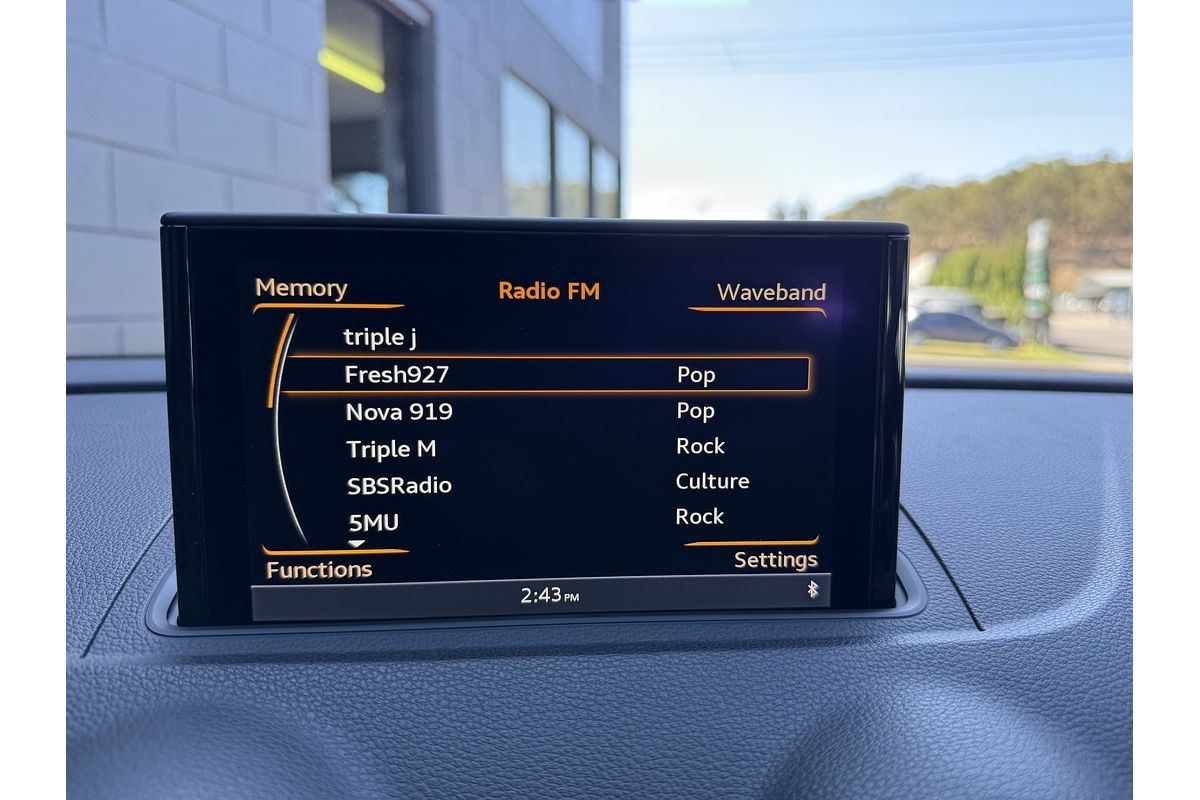 Memory Radio FM Waveband
triple j
Fresh927 Pop
Nova 919 Pop
Triple M Rock
SBSRadio Culture
5MU Rock
Functions Settings
2:43 PM